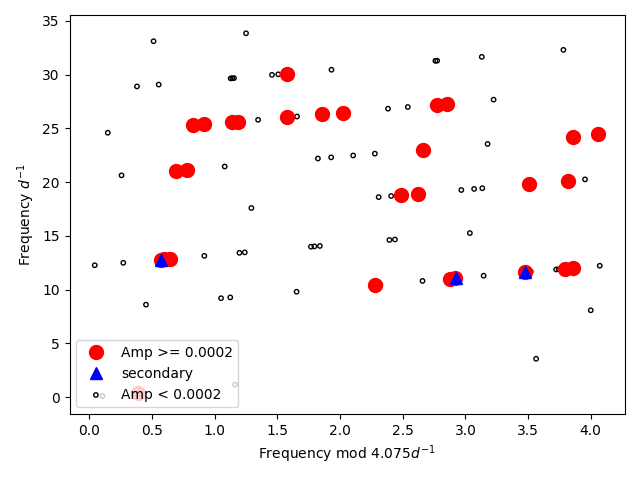 35
30
25
20
15
10
5
0
Frequency $d^{-1}$
Amp >= 0.0002
secondary
Amp < 0.0002
0.0 0.5 1.0 1.5 2.0 2.5 3.0 3.5 4.0
Frequency mod 4.075$d^{-1}$